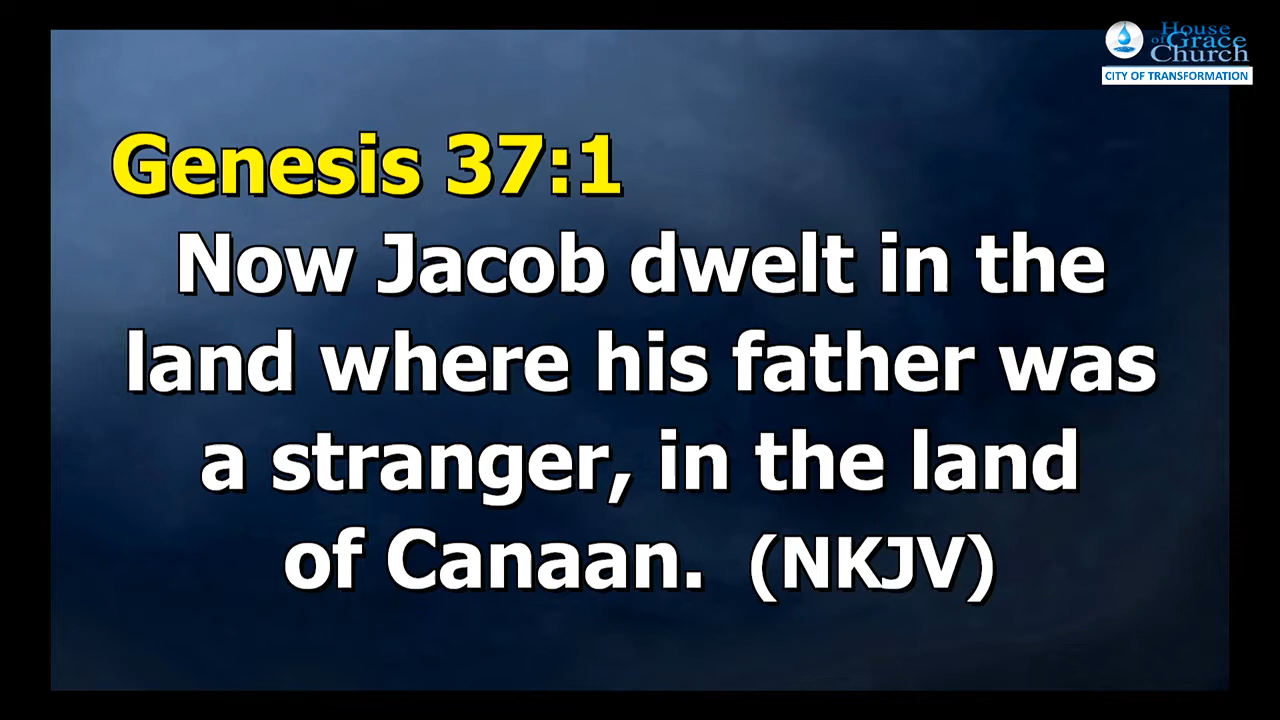 House
of Grace
Church
CITY OF TRANSFORMATION
Genesis 37:1
Now Jacob dwelt in the
land where his father was
a stranger, in the land
of Canaan. (NKJV)